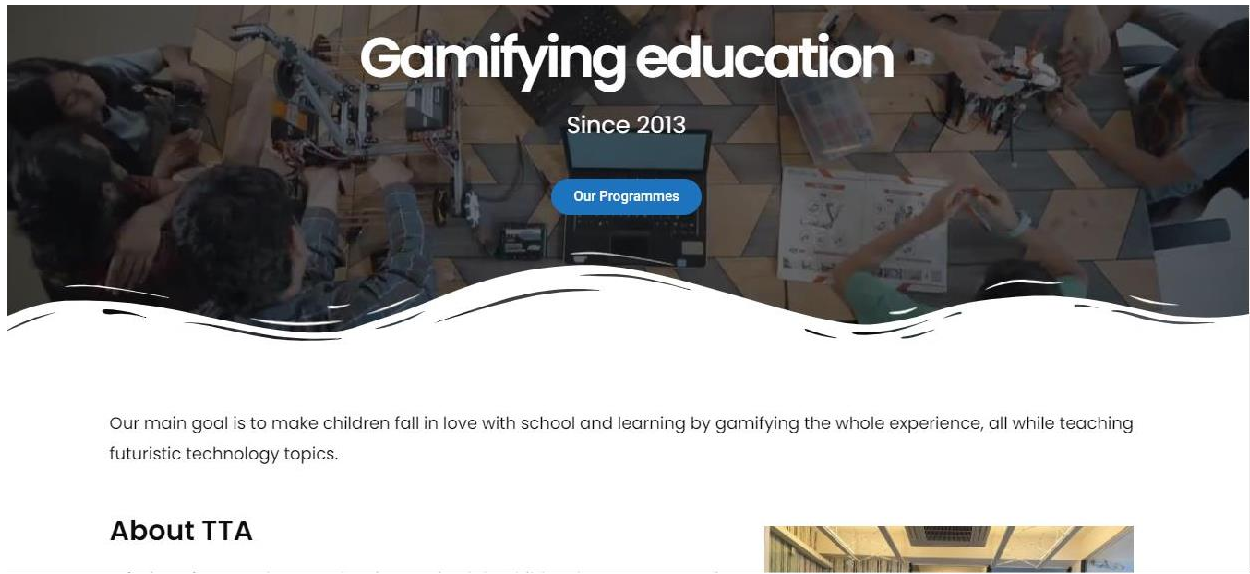 Gamifying education
Since 2013
Our Programmes
Our main goal is to make children fall in love with school and learning by gamifying the whole experience, all while teaching
futuristic technology topics.
About TTA